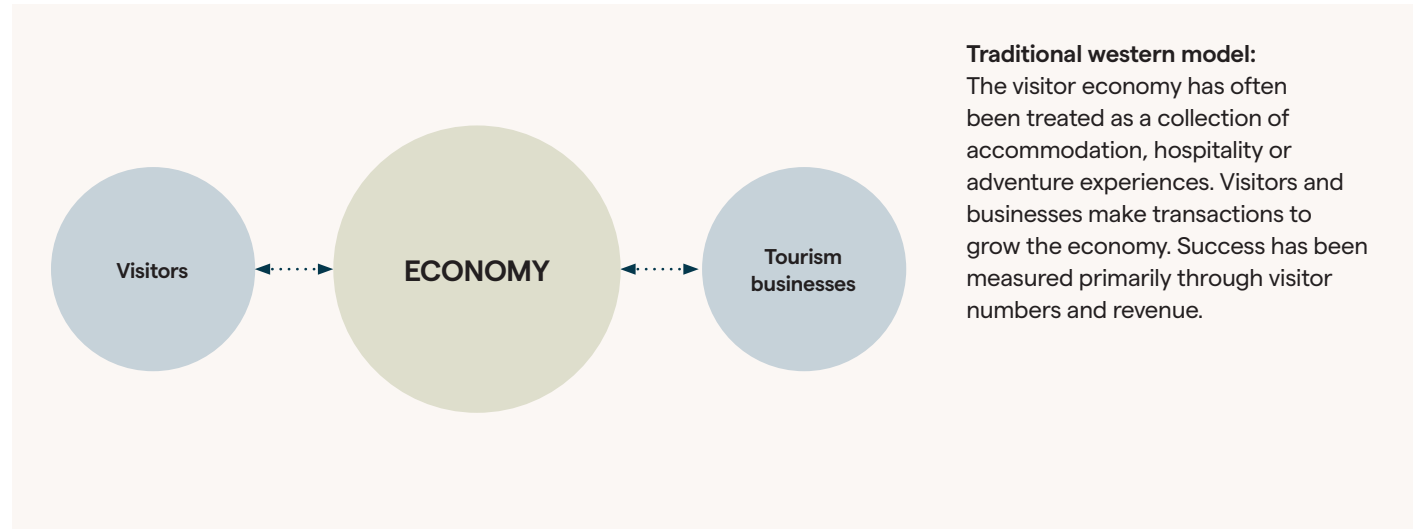 Visitors
ECONOMY
Tourism
businesses
Traditional western model:
The visitor economy has often
been treated as a collection of
accommodation, hospitality or
adventure experiences. Visitors and
businesses make transactions to
grow the economy. Success has been
measured primarily through visitor
numbers and revenue.